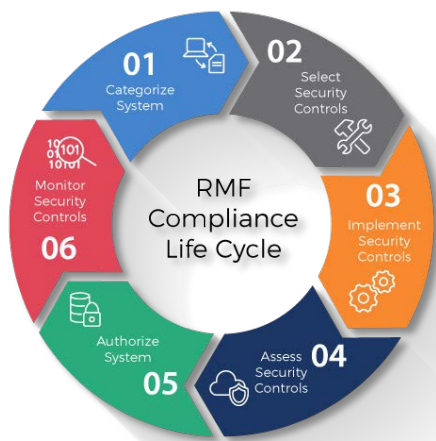 RMF
Compliance
Life Cycle
01
Categorize
System
02
Select
Security
Controls
03
Implement
Security
Controls
04
Assess
Security
Controls
Authorize
System
05
Monitor
Security
Controls
06